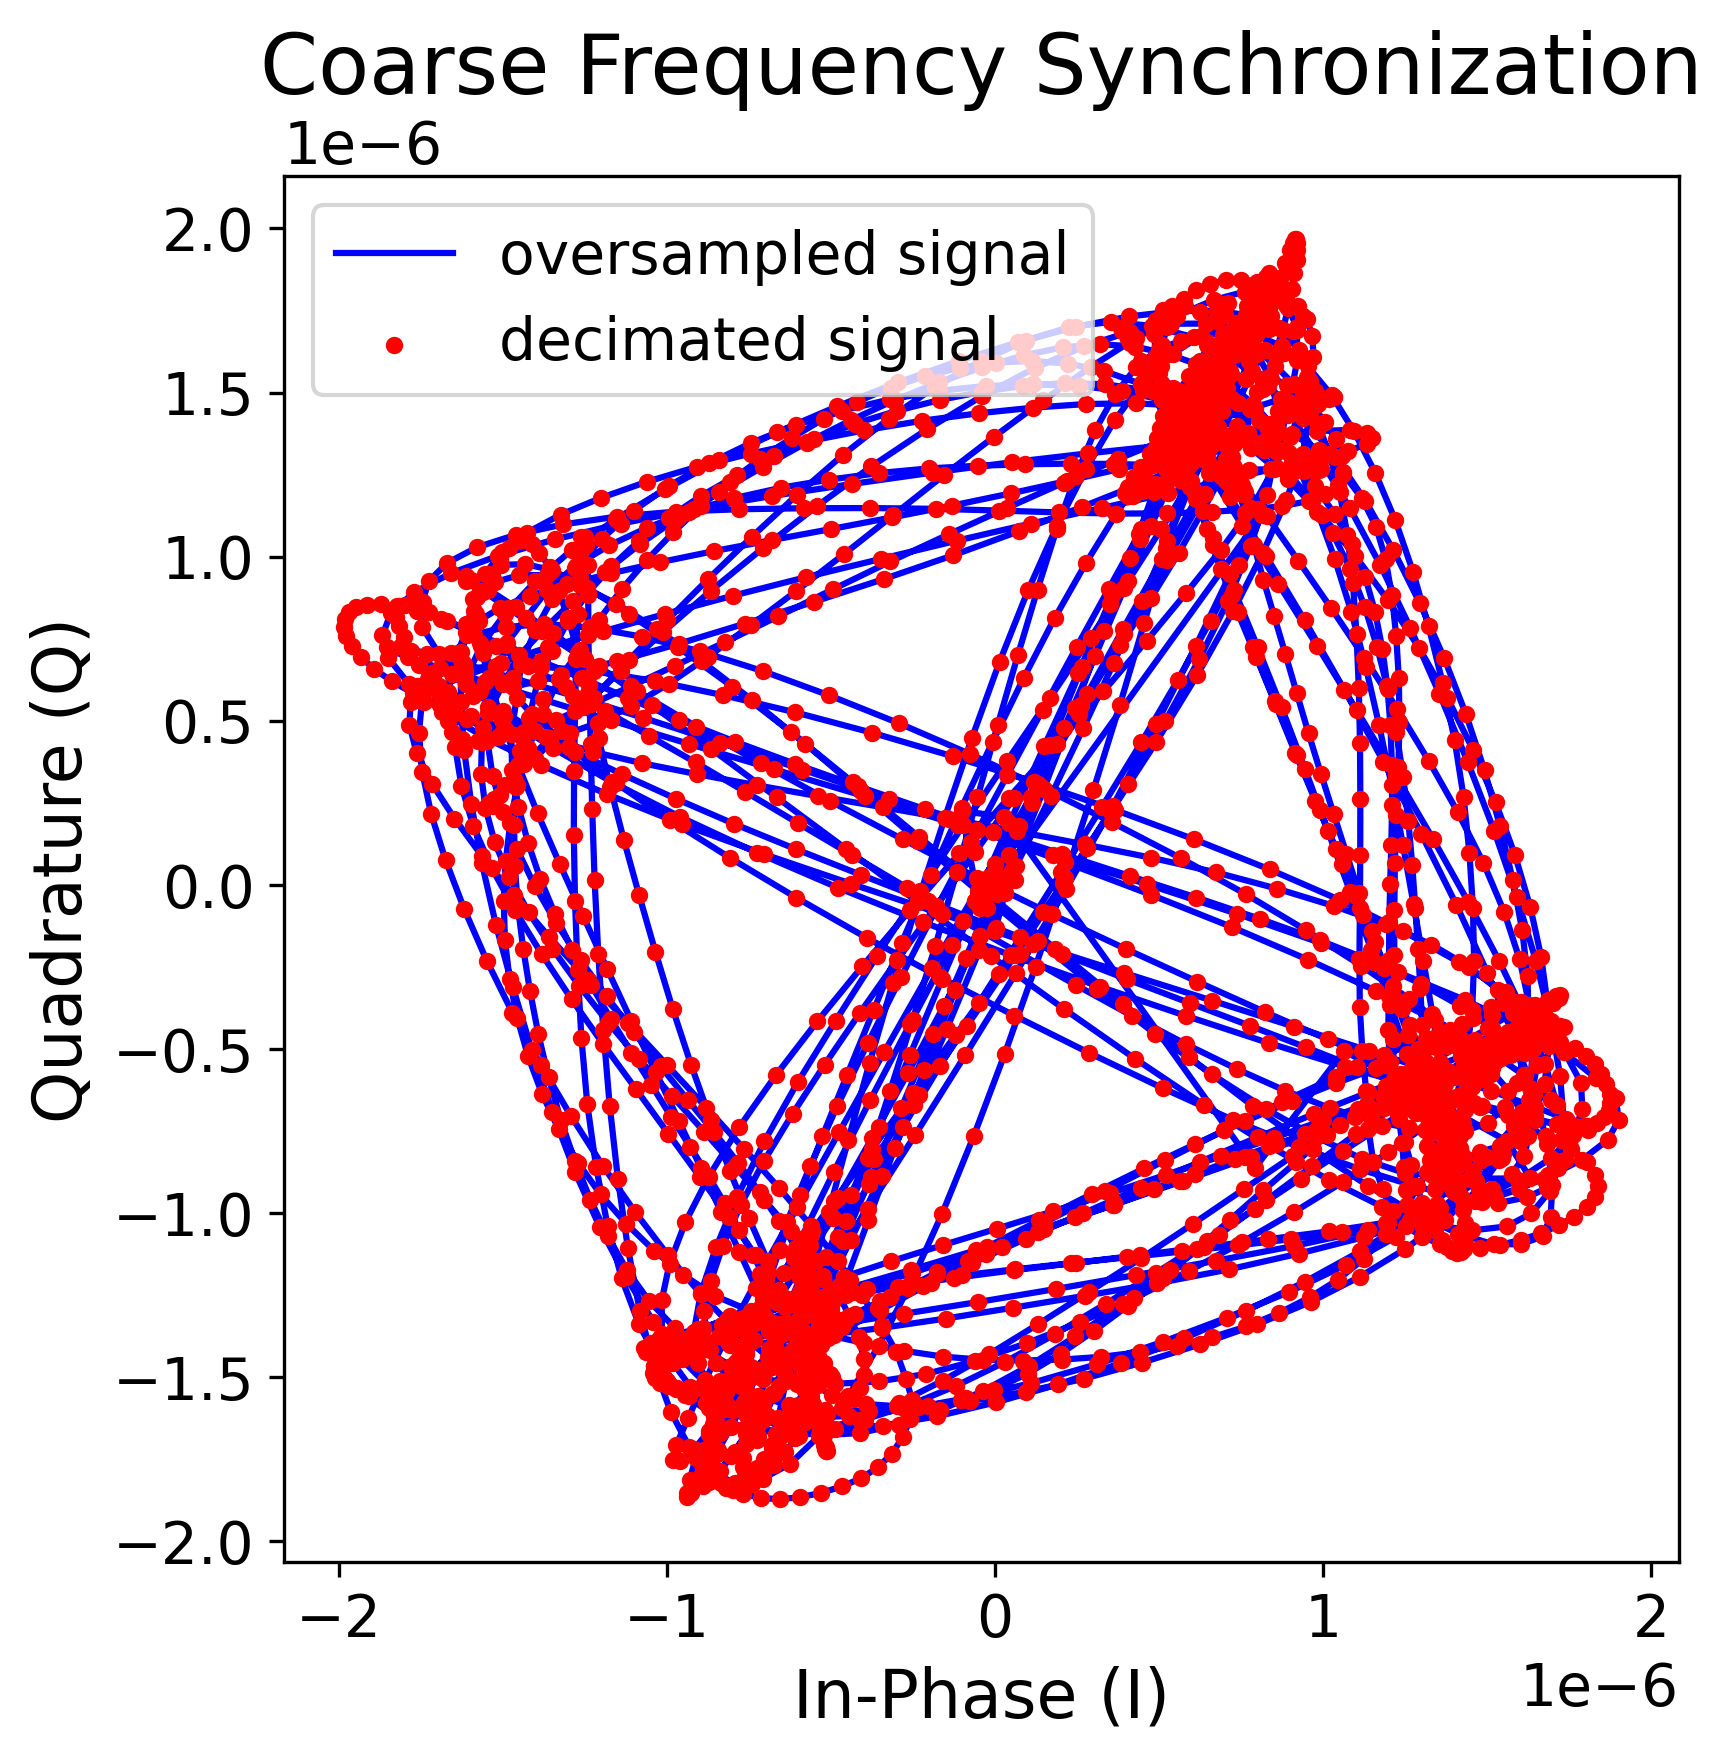 Coarse Frequency Synchronization
1e−6
oversampled signal
decimated signal
2.0
1.5
1.0
0.5
0.0
−0.5
−1.0
−1.5
−2.0
Quadrature (Q)
−2 −1 0 1 2
In-Phase (I)
1e−6